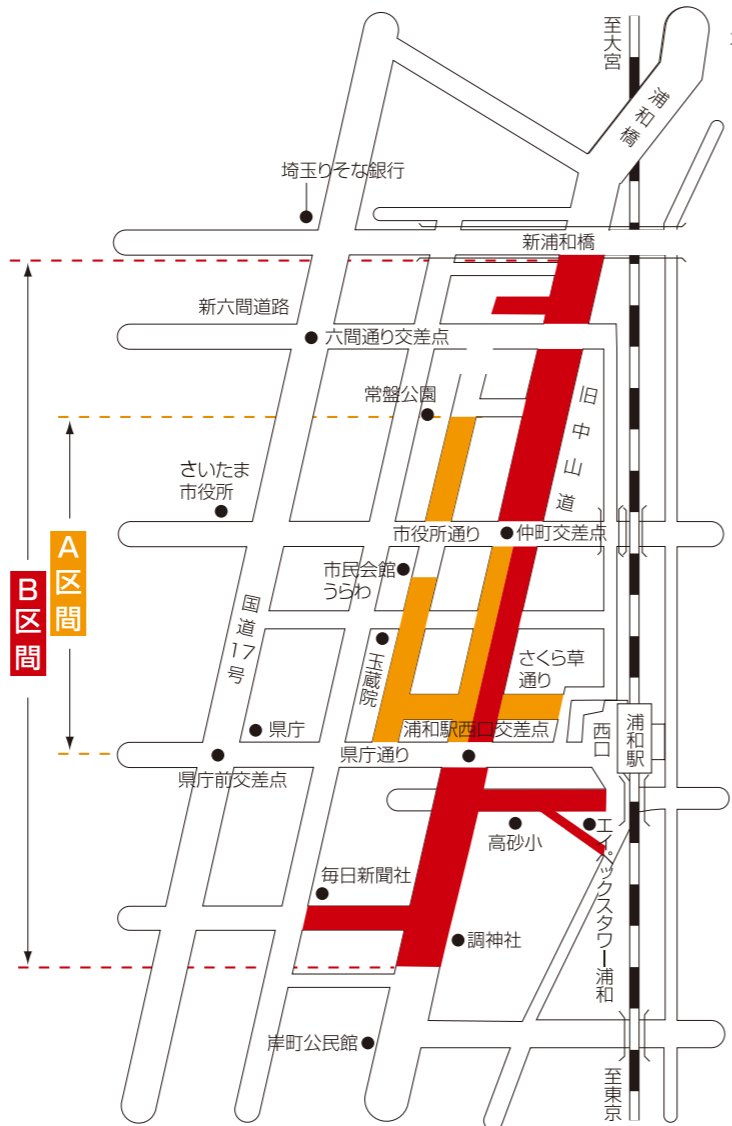 至大宮
浦和橋
埼玉りそな銀行
新浦和橋
新六間道路
六間通り交差点
常盤公園
旧中山道
さいたま
市役所
市役所通り
仲町交差点
A区間
B区間
市民会館
うらわ
国道17号
玉蔵院
さくら草
通り
県庁
浦和駅西口交差点
西口
浦和駅
県庁通り
県庁前交差点
高砂小
エイペックスタワー浦和
毎日新聞社
調神社
岸町公民館
至東京